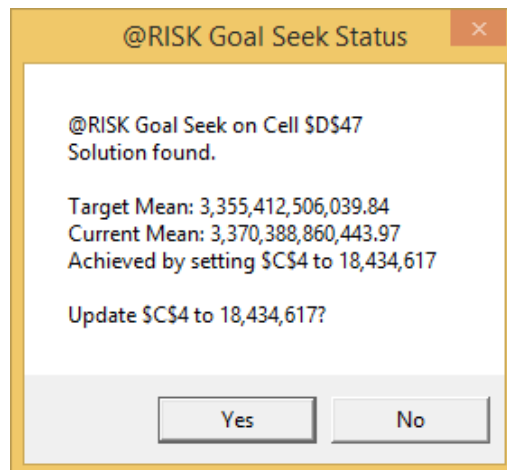 @RISK Goal Seek Status
@RISK Goal Seek on Cell $D$47
Solution found.
Target Mean: 3,355,412,506,039.84
Current Mean: 3,370,388,860,443.97
Achieved by setting $C$4 to 18,434,617
Update $C$4 to 18,434,617?
Yes
No